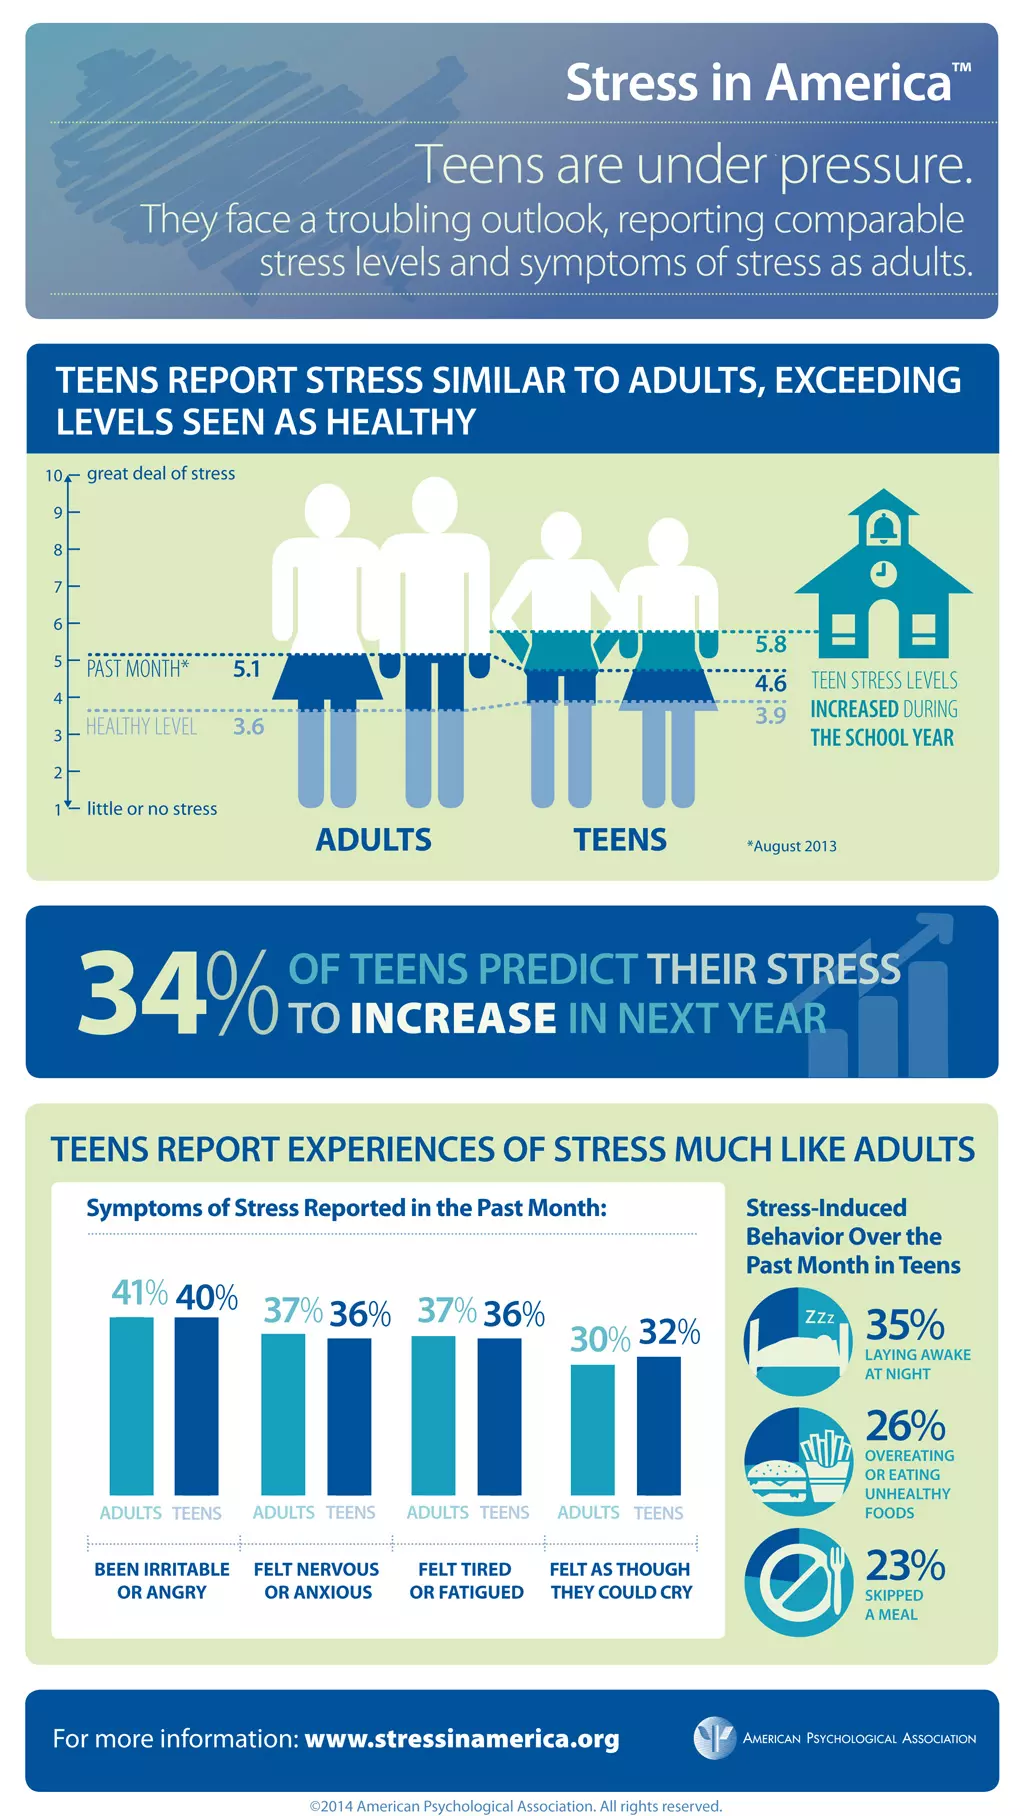 Stress in America™
Teens are under pressure.
They face a troubling outlook, reporting comparable
stress levels and symptoms of stress as adults.
TEENS REPORT STRESS SIMILAR TO ADULTS, EXCEEDING
LEVELS SEEN AS HEALTHY
10
great deal of stress
9
8
7
6
5
4
3
2
1
little or no stress
PAST MONTH* 5.1
HEALTHY LEVEL 3.6
5.8
4.6
3.9
TEEN STRESS LEVELS
INCREASED DURING
THE SCHOOL YEAR
ADULTS
TEENS
*August 2013
34% OF TEENS PREDICT THEIR STRESS
TO INCREASE IN NEXT YEAR
TEENS REPORT EXPERIENCES OF STRESS MUCH LIKE ADULTS
Symptoms of Stress Reported in the Past Month:
41% 40% 37% 36% 37% 36% 30% 32%
ADULTS TEENS ADULTS TEENS ADULTS TEENS ADULTS TEENS
BEEN IRRITABLE
OR ANGRY
FELT NERVOUS
OR ANXIOUS
FELT TIRED
OR FATIGUED
FELT AS THOUGH
THEY COULD CRY
Stress-Induced
Behavior Over the
Past Month in Teens
Zzz
35%
LAYING AWAKE
AT NIGHT
26%
OVEREATING
OR EATING
UNHEALTHY
FOODS
23%
SKIPPED
A MEAL
For more information: www.stressinamerica.org
AMERICAN PSYCHOLOGICAL ASSOCIATION
©2014 American Psychological Association. All rights reserved.